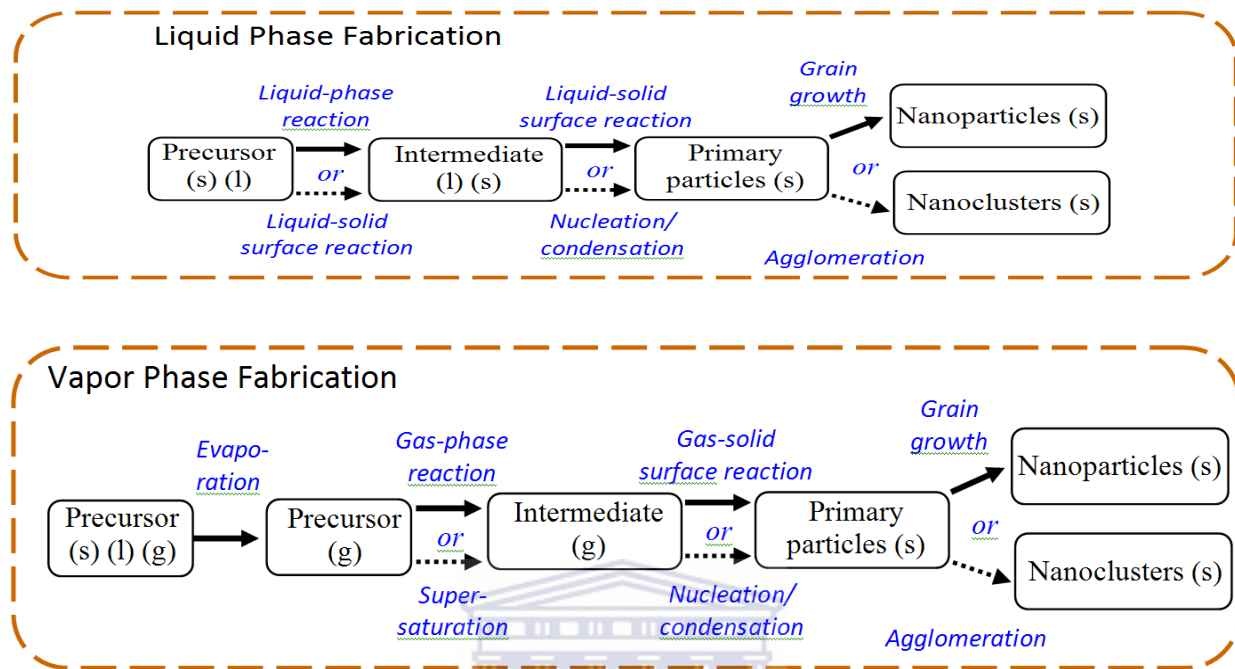 Liquid Phase Fabrication
Liquid-phase
reaction
Liquid-solid
surface reaction
Grain
growth
Precursor
(s) (l)
or
Intermediate
(l) (s)
or
Primary
particles (s)
or
Nanoparticles (s)
Nanoclusters (s)
Liquid-solid
surface reaction
Nucleation/
condensation
Agglomeration
Vapor Phase Fabrication
Evapo-
ration
Gas-phase
reaction
Gas-solid
surface reaction
Grain
growth
Precursor
(s) (l) (g)
Precursor
(g)
or
Intermediate
(g)
or
Primary
particles (s)
or
Nanoparticles (s)
Nanoclusters (s)
Super-
saturation
Nucleation/
condensation
Agglomeration